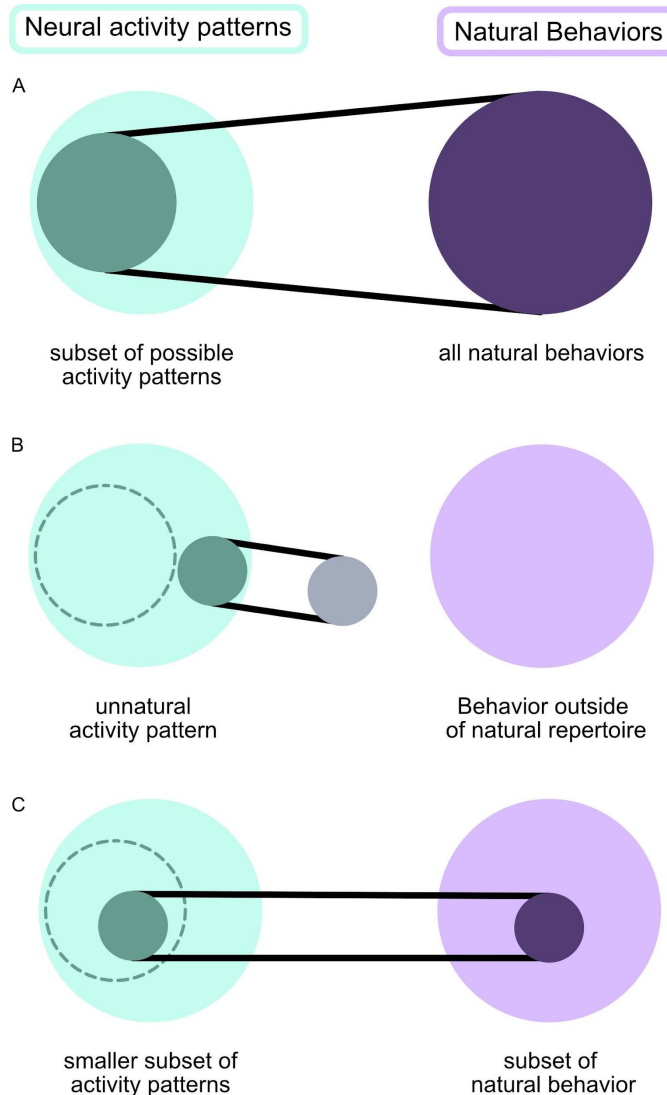 Neural activity patterns
Natural Behaviors
A
subset of possible
activity patterns
all natural behaviors
B
unnatural
activity pattern
Behavior outside
of natural repertoire
C
smaller subset of
activity patterns
subset of
natural behavior